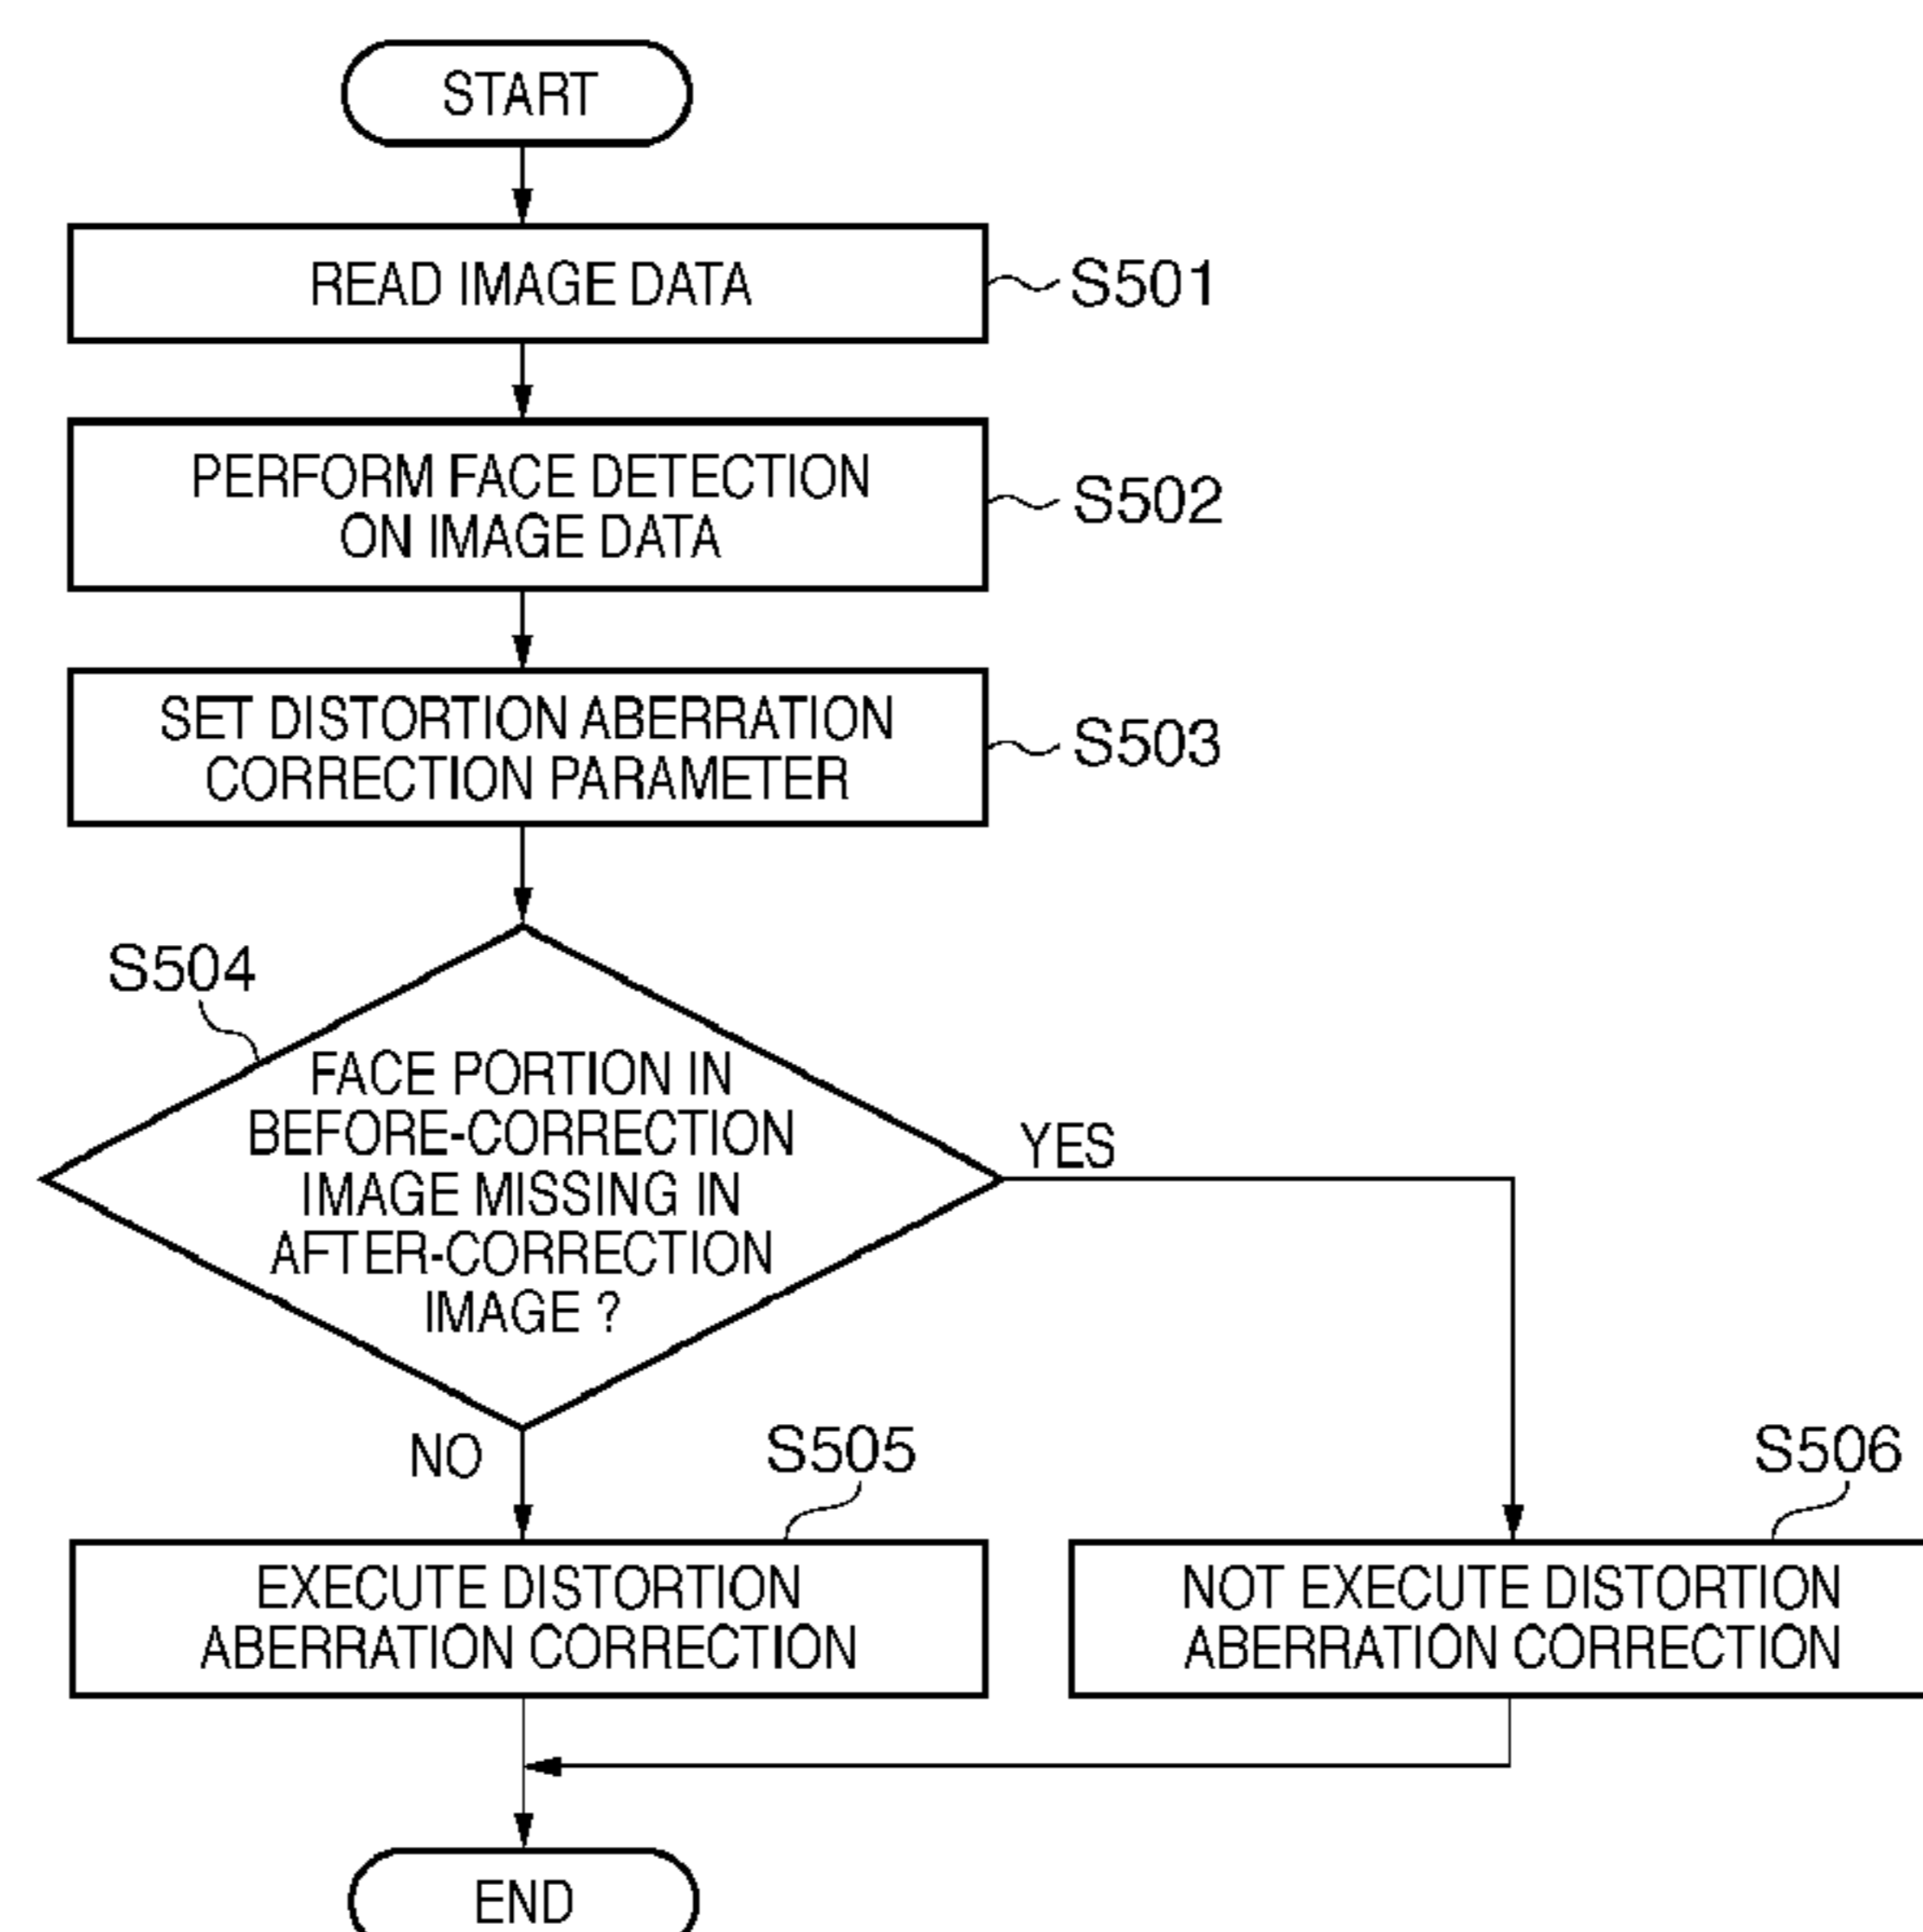 START
READ IMAGE DATA
S501
PERFORM FACE DETECTION
ON IMAGE DATA
S502
SET DISTORTION ABERRATION
CORRECTION PARAMETER
S503
S504
FACE PORTION IN
BEFORE-CORRECTION
IMAGE MISSING IN
AFTER-CORRECTION
IMAGE ?
YES
NO
S505
S506
EXECUTE DISTORTION
ABERRATION CORRECTION
NOT EXECUTE DISTORTION
ABERRATION CORRECTION
END